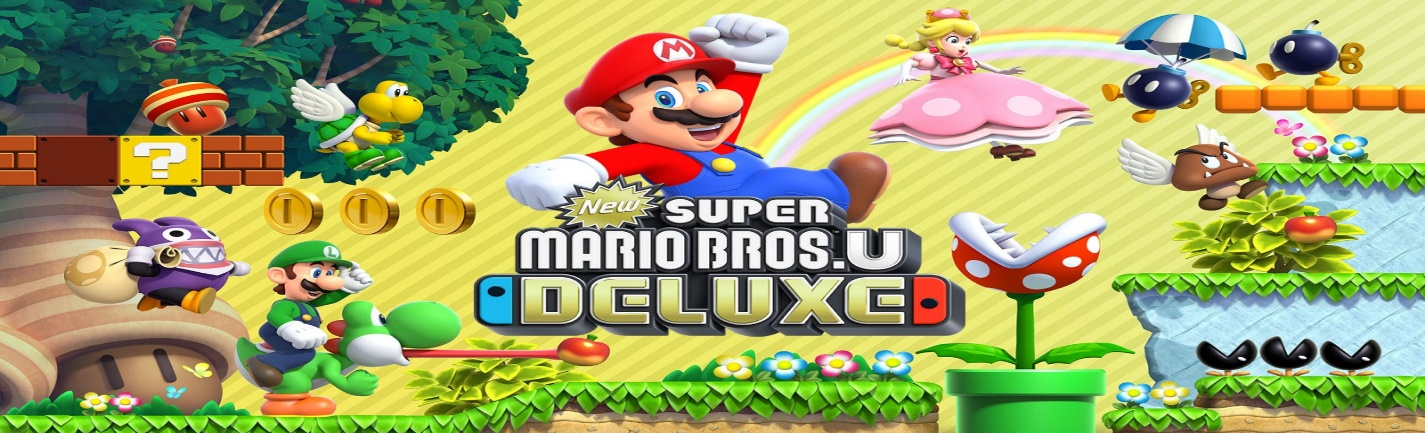 M
?
New SUPER
MARIO BROS.U
DELUXE
L